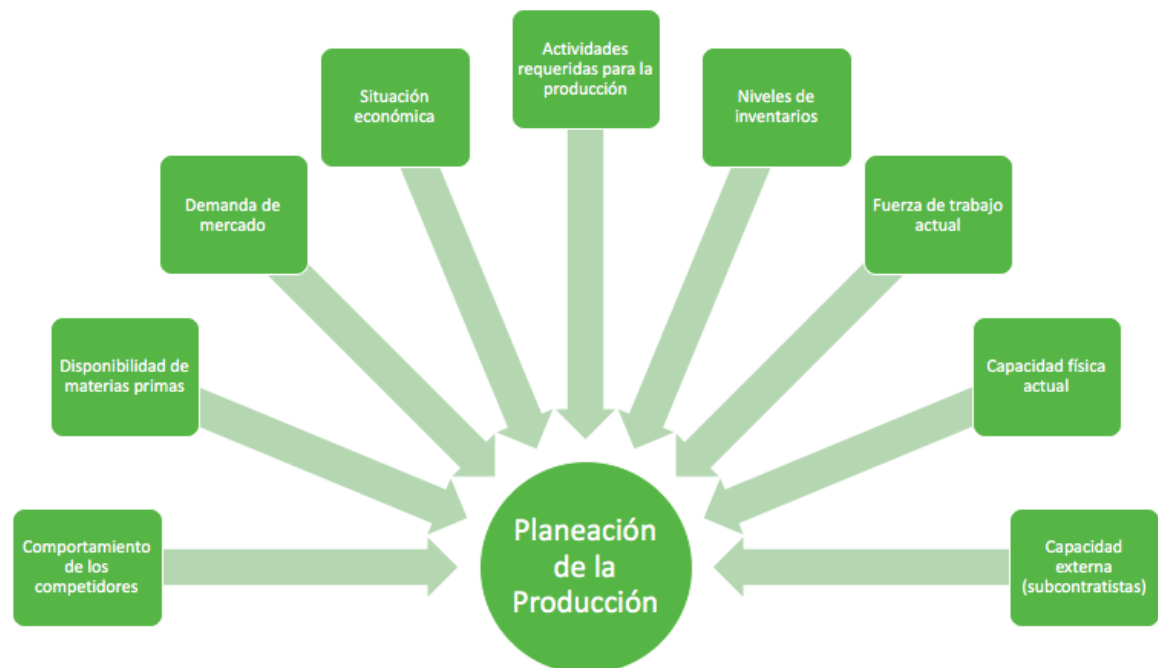 Actividades
requeridas para la
producción
Situación
económica
Niveles de
inventarios
Demanda de
mercado
Fuerza de trabajo
actual
Disponibilidad de
materias primas
Capacidad física
actual
Comportamiento
de los
competidores
Planeación
de la
Producción
Capacidad
externa
(subcontratistas)